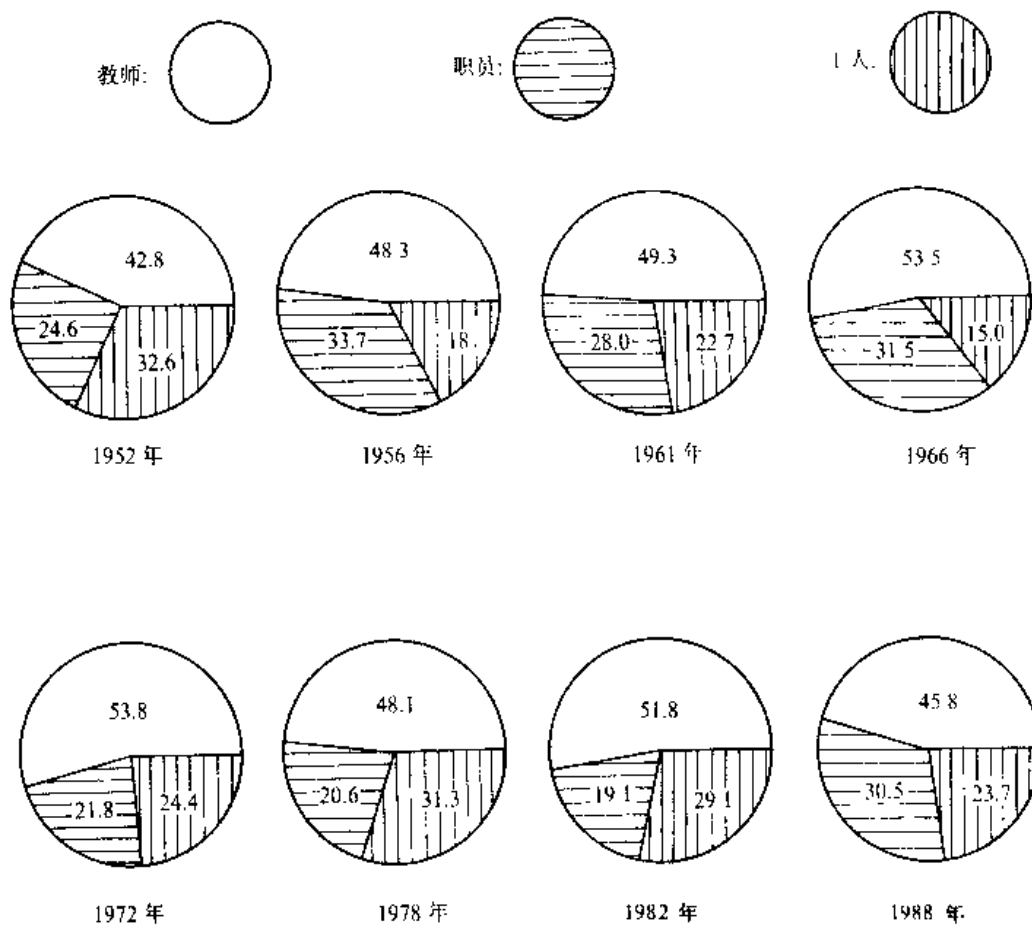 教师: 职员: 工人:
42.8 48.3 49.3 53.5
24.6 32.6 33.7 18 28.0 22.7 31.5 15.0
1952 年 1956 年 1961 年 1966 年
53.8 48.1 51.8 45.8
21.8 24.4 20.6 31.3 19.1 29.1 30.5 23.7
1972 年 1978 年 1982 年 1988 年